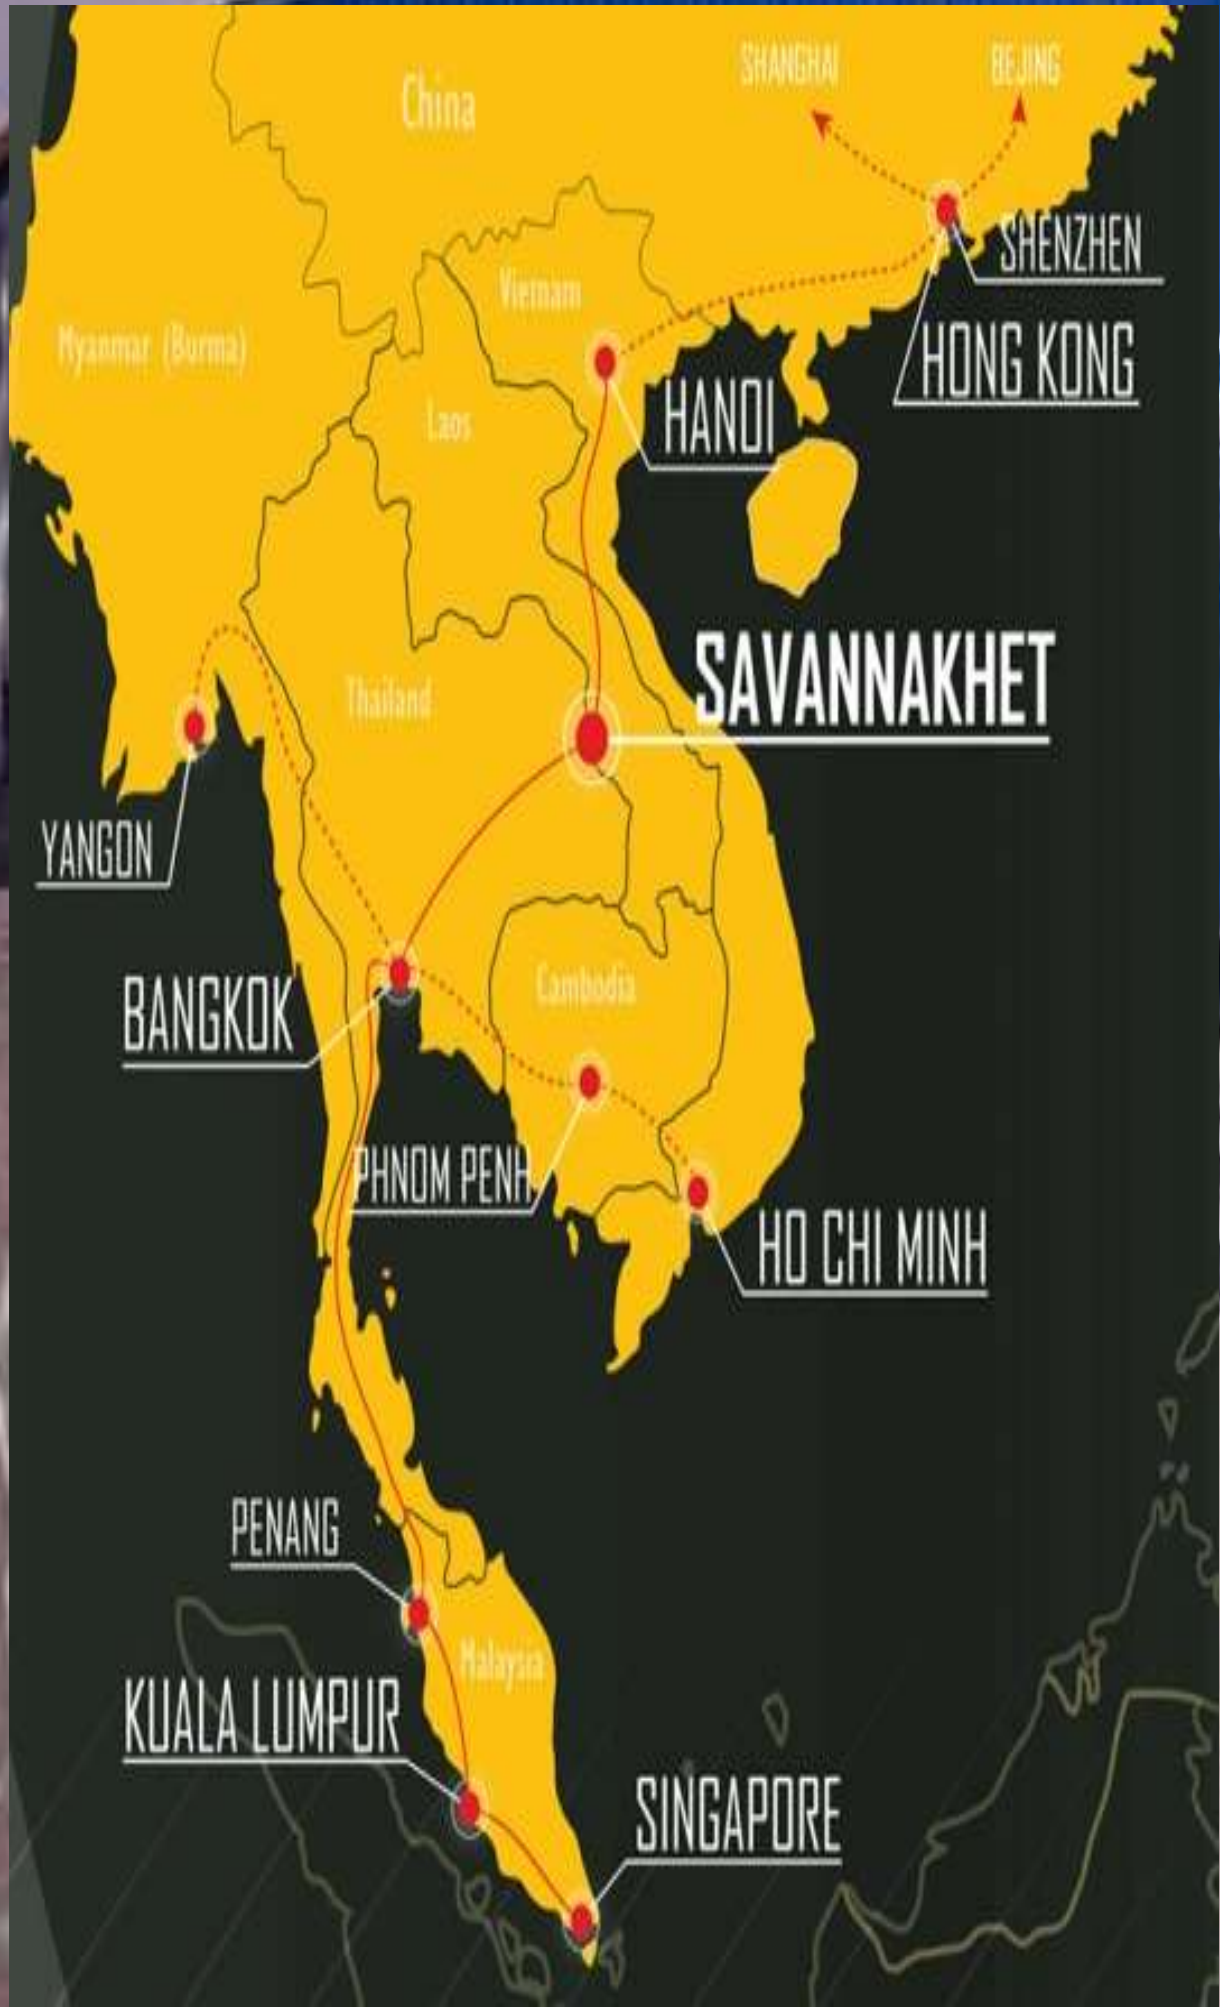 SHANGHAI
BEJING
China
SHENZHEN
Vietnam
Myanmar (Burma)
HONG KONG
HANOI
Laos
SAVANNAKHET
Thailand
YANGON
BANGKOK
Cambodia
PHNOM PENH
HO CHI MINH
PENANG
Malaysia
KUALA LUMPUR
SINGAPORE